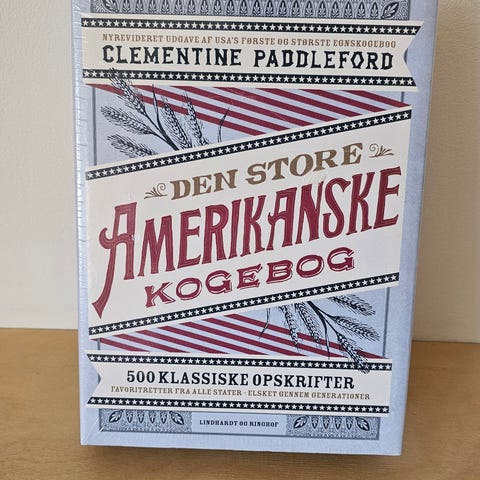 NYREVIDERET UDGAVE AF USA'S FØRSTE OG STØRSTE EGNSKOGEBOG
CLEMENTINE PADDLEFORD
DEN STORE
AMERIKANSKE
KOGEBOG
500 KLASSISKE OPSKRIFTER
FAVORITRETTER FRA ALLE STATER · ELSKET GENNEM GENERATIONER
LINDHARDT OG RINGHOF